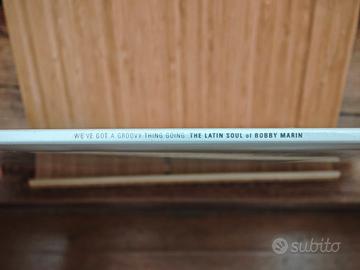 WE'VE GOT A GROOVY THING GOING THE LATIN SOUL of BOBBY MARIN
subito